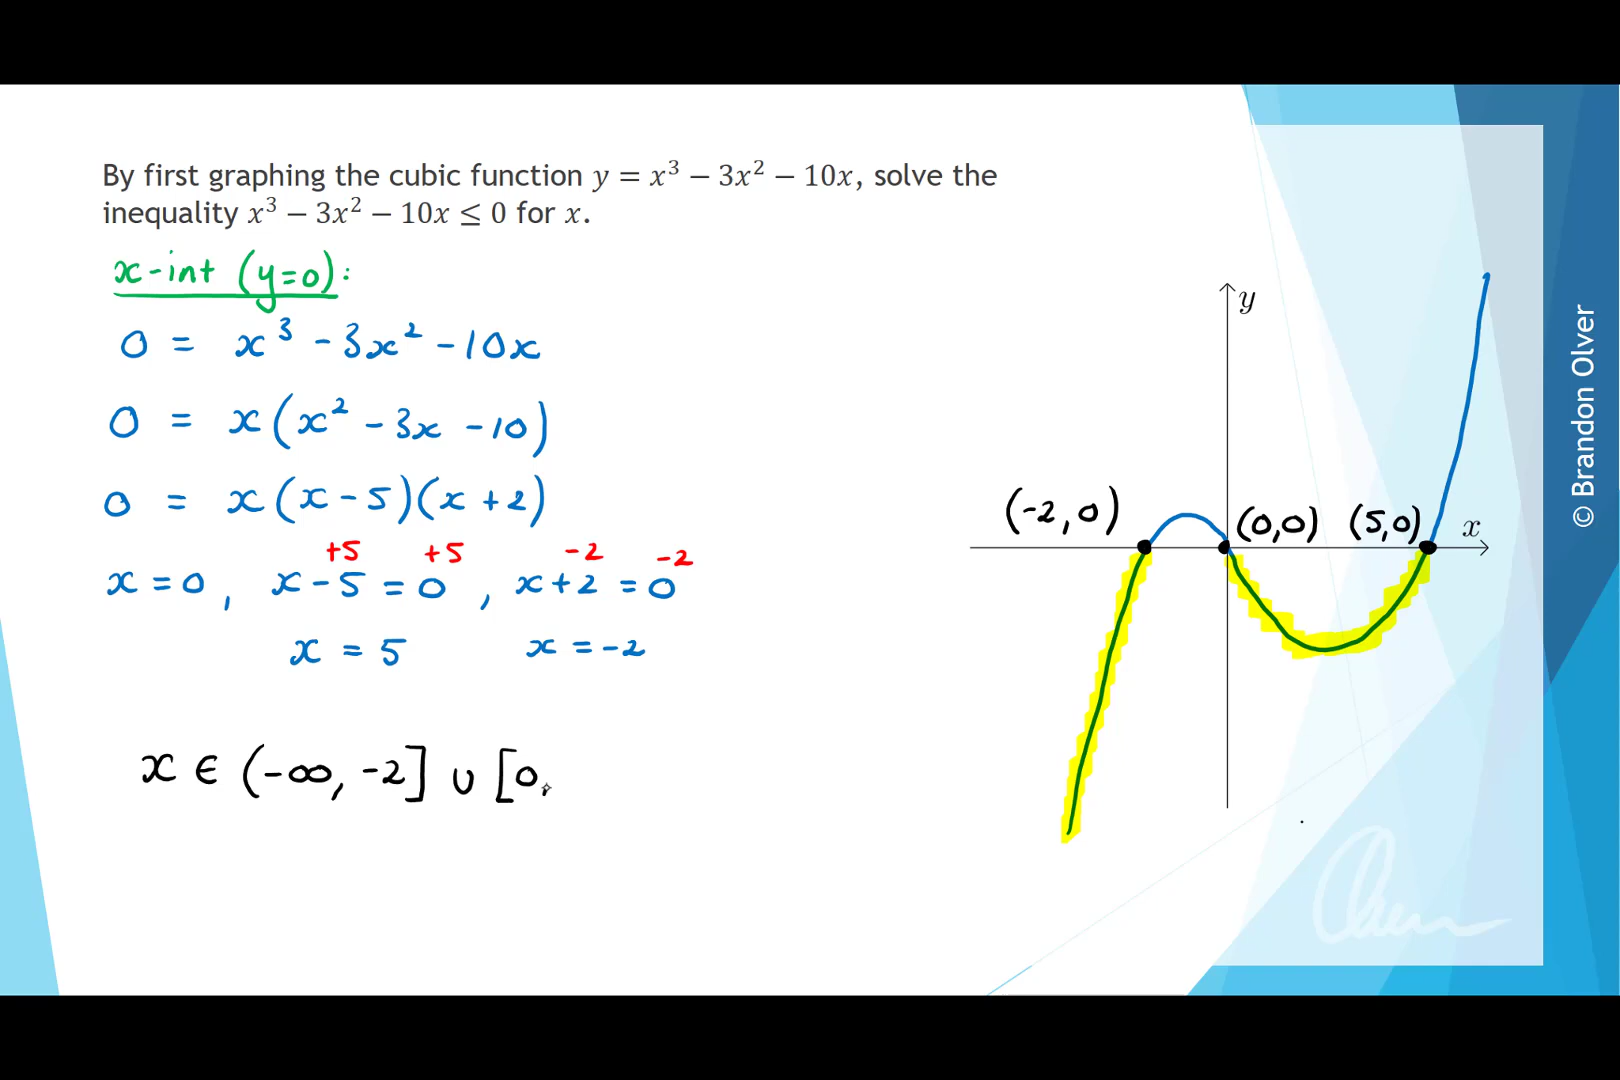 By first graphing the cubic function y = x³ − 3x² − 10x, solve the
inequality x³ − 3x² − 10x ≤ 0 for x.
x-int (y=0):
0 = x³ - 3x² - 10x
0 = x(x² - 3x - 10)
0 = x(x - 5)(x + 2)
+5 +5 -2 -2
x = 0, x - 5 = 0, x + 2 = 0
x = 5 x = -2
x ∈ (-∞, -2] ∪ [0,
y
(-2, 0) (0,0) (5,0) x
© Brandon Olver